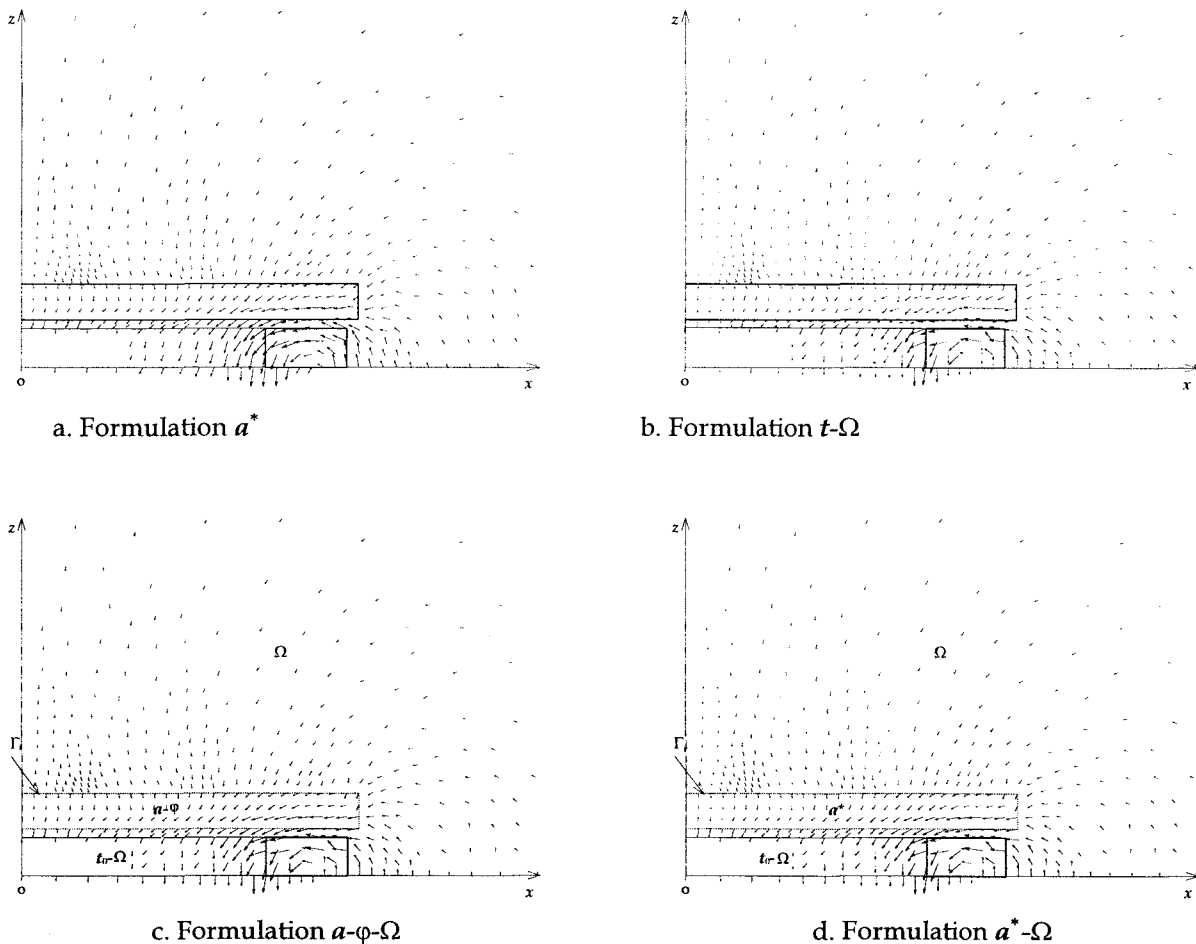 z
o
x
a. Formulation a*
z
o
x
b. Formulation t-Ω
z
Ω
Γ
a-φ
t₀-Ω
o
x
c. Formulation a-φ-Ω
z
Ω
Γ
a*
t₀-Ω
o
x
d. Formulation a*-Ω